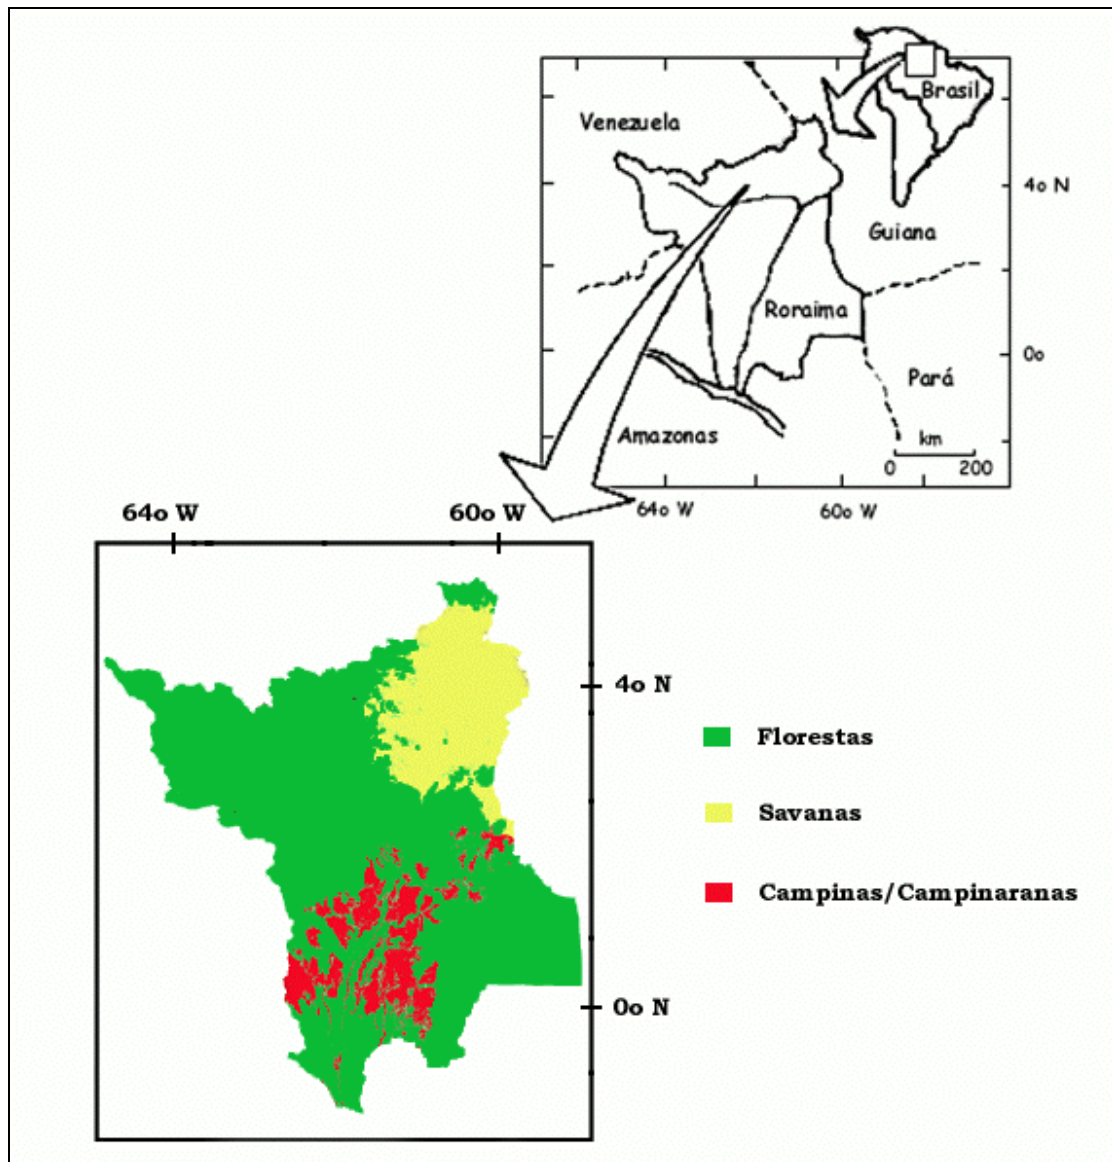 Brasil
Venezuela
4o N
Guiana
Roraima
0o
Pará
km
Amazonas
0 200
64o W 60o W
64o W 60o W
4o N
Florestas
Savanas
Campinas/Campinaranas
0o N